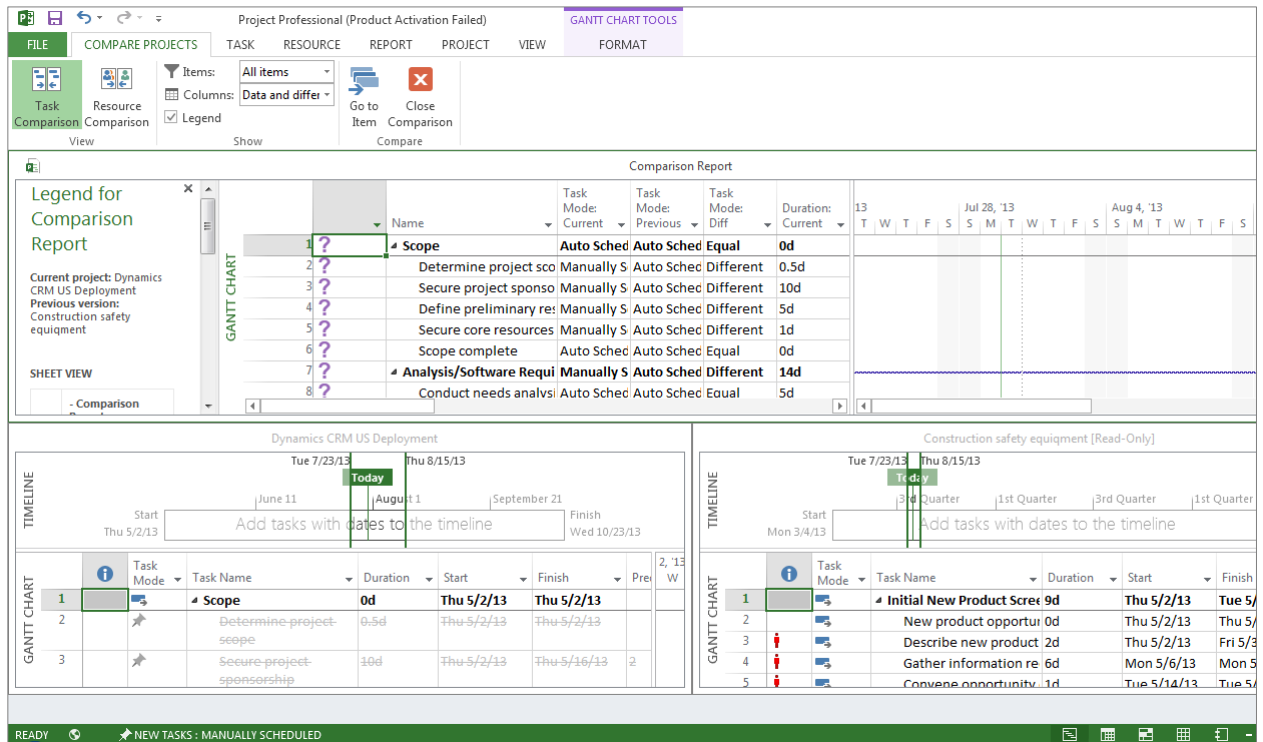 Project Professional (Product Activation Failed)
GANTT CHART TOOLS
FILE COMPARE PROJECTS TASK RESOURCE REPORT PROJECT VIEW FORMAT
Items: All items
Columns: Data and differ
Legend
Task Comparison
Resource Comparison
Go to Item
Close Comparison
View Show Compare
Comparison Report
Legend for
Comparison
Report
Current project: Dynamics
CRM US Deployment
Previous version:
Construction safety
equiqment
SHEET VIEW
- Comparison
GANTT CHART
Name Task Mode: Current Task Mode: Previous Task Mode: Diff Duration: Current
13 Jul 28, '13 Aug 4, '13
T W T F S S M T W T F S S M T W T F S
1 ? Scope Auto Sched Auto Sched Equal 0d
2 ? Determine project sco Manually S Auto Sched Different 0.5d
3 ? Secure project sponso Manually S Auto Sched Different 10d
4 ? Define preliminary res Manually S Auto Sched Different 5d
5 ? Secure core resources Manually S Auto Sched Different 1d
6 ? Scope complete Auto Sched Auto Sched Equal 0d
7 ? Analysis/Software Requi Manually S Auto Sched Different 14d
8 ? Conduct needs analysi Auto Sched Auto Sched Equal 5d
Dynamics CRM US Deployment
TIMELINE
Tue 7/23/13 Thu 8/15/13
Today
June 11 August 1 September 21
Start
Thu 5/2/13
Add tasks with dates to the timeline
Finish
Wed 10/23/13
GANTT CHART
Task Mode Task Name Duration Start Finish Pre 2, '13 W
1 Scope 0d Thu 5/2/13 Thu 5/2/13
2 Determine project scope 0.5d Thu 5/2/13 Thu 5/2/13
3 Secure project sponsorship 10d Thu 5/2/13 Thu 5/16/13 2
Construction safety equiqment [Read-Only]
TIMELINE
Tue 7/23/13 Thu 8/15/13
Today
3rd Quarter 1st Quarter 3rd Quarter 1st Quarter
Start
Mon 3/4/13
Add tasks with dates to the timeline
GANTT CHART
Task Mode Task Name Duration Start Finish
1 Initial New Product Scree 9d Thu 5/2/13 Tue 5/
2 New product opportur 0d Thu 5/2/13 Thu 5/
3 Describe new product 2d Thu 5/2/13 Fri 5/3
4 Gather information re 6d Mon 5/6/13 Mon 5
5 Convene opportunity 1d Tue 5/14/13 Tue 5/
READY NEW TASKS : MANUALLY SCHEDULED